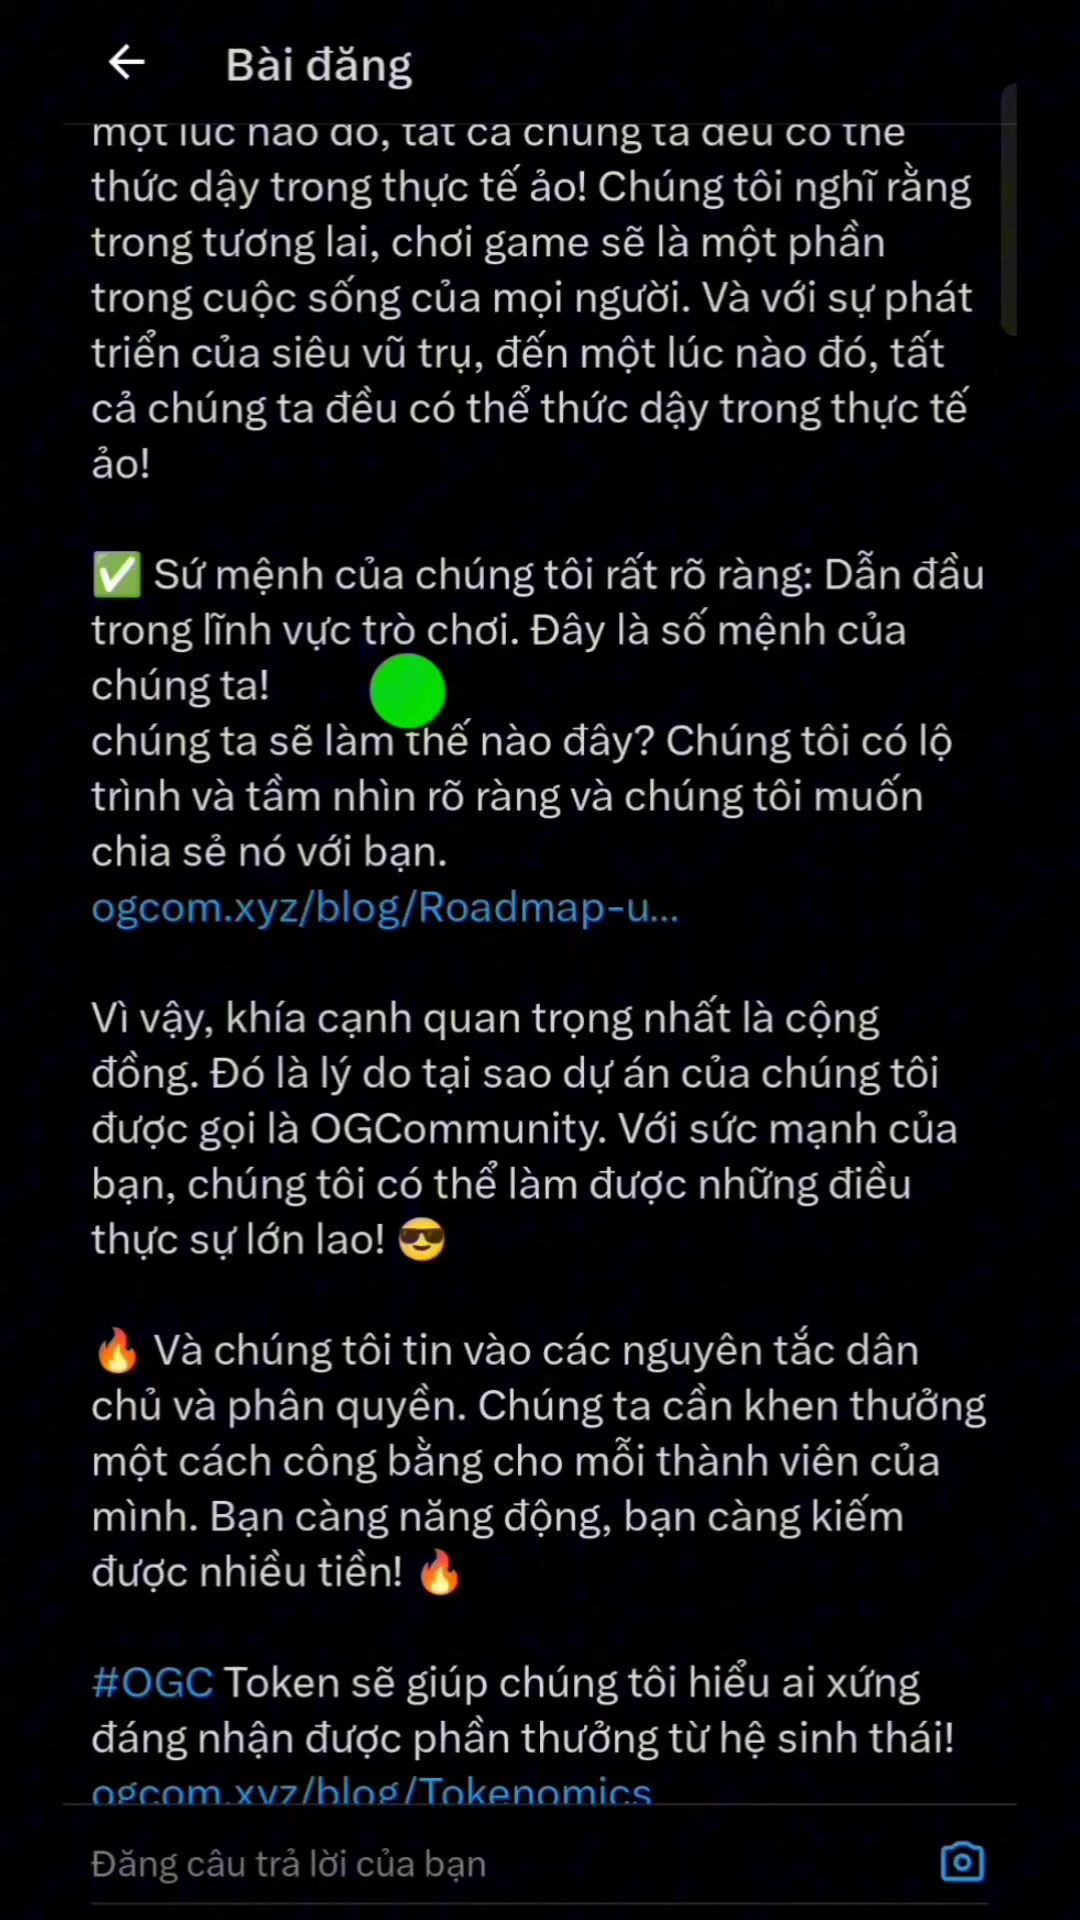 Bài đăng
một lúc nào đó, tất cả chúng ta đều có thể
thức dậy trong thực tế ảo! Chúng tôi nghĩ rằng
trong tương lai, chơi game sẽ là một phần
trong cuộc sống của mọi người. Và với sự phát
triển của siêu vũ trụ, đến một lúc nào đó, tất
cả chúng ta đều có thể thức dậy trong thực tế
ảo!
✅ Sứ mệnh của chúng tôi rất rõ ràng: Dẫn đầu
trong lĩnh vực trò chơi. Đây là số mệnh của
chúng ta!
chúng ta sẽ làm thế nào đây? Chúng tôi có lộ
trình và tầm nhìn rõ ràng và chúng tôi muốn
chia sẻ nó với bạn.
ogcom.xyz/blog/Roadmap-u...
Vì vậy, khía cạnh quan trọng nhất là cộng
đồng. Đó là lý do tại sao dự án của chúng tôi
được gọi là OGCommunity. Với sức mạnh của
bạn, chúng tôi có thể làm được những điều
thực sự lớn lao! 😎
🔥 Và chúng tôi tin vào các nguyên tắc dân
chủ và phân quyền. Chúng ta cần khen thưởng
một cách công bằng cho mỗi thành viên của
mình. Bạn càng năng động, bạn càng kiếm
được nhiều tiền! 🔥
#OGC Token sẽ giúp chúng tôi hiểu ai xứng
đáng nhận được phần thưởng từ hệ sinh thái!
ogcom.xyz/blog/Tokenomics
Đăng câu trả lời của bạn